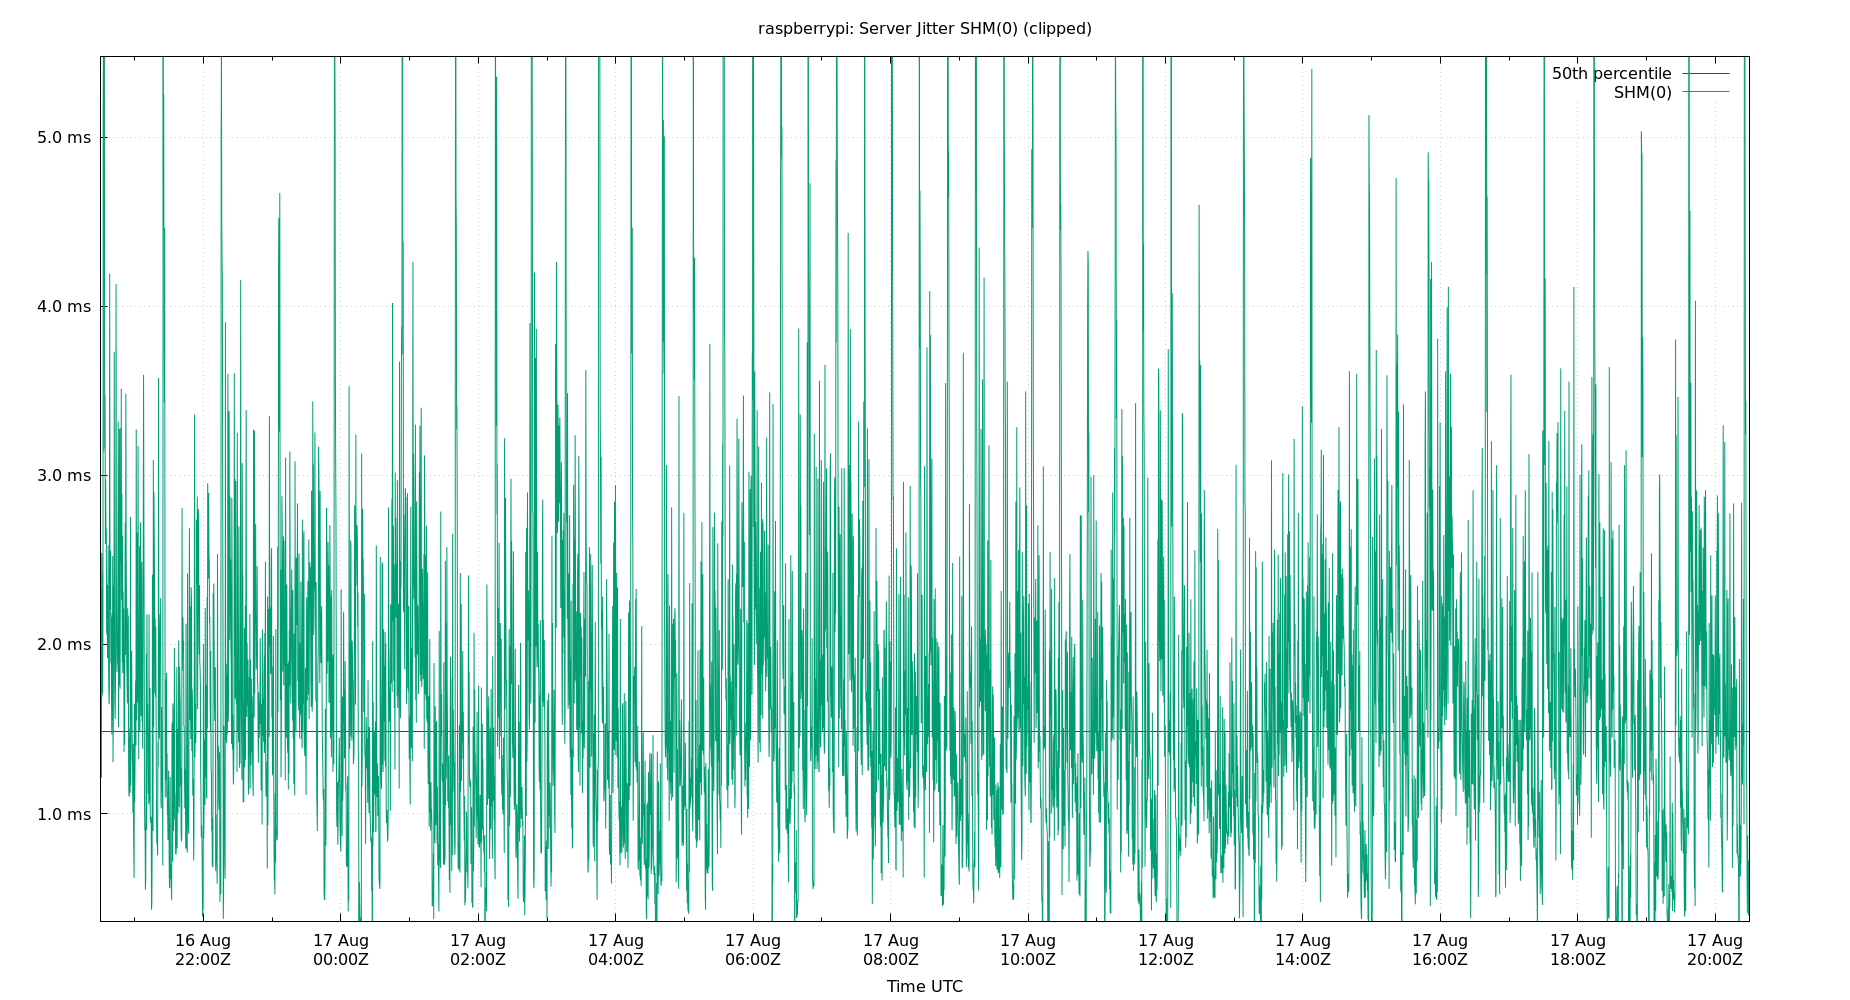 raspberrypi: Server Jitter SHM(0) (clipped)
50th percentile
SHM(0)
5.0 ms
4.0 ms
3.0 ms
2.0 ms
1.0 ms
16 Aug 17 Aug 17 Aug 17 Aug 17 Aug 17 Aug 17 Aug 17 Aug 17 Aug 17 Aug 17 Aug 17 Aug
22:00Z 00:00Z 02:00Z 04:00Z 06:00Z 08:00Z 10:00Z 12:00Z 14:00Z 16:00Z 18:00Z 20:00Z
Time UTC